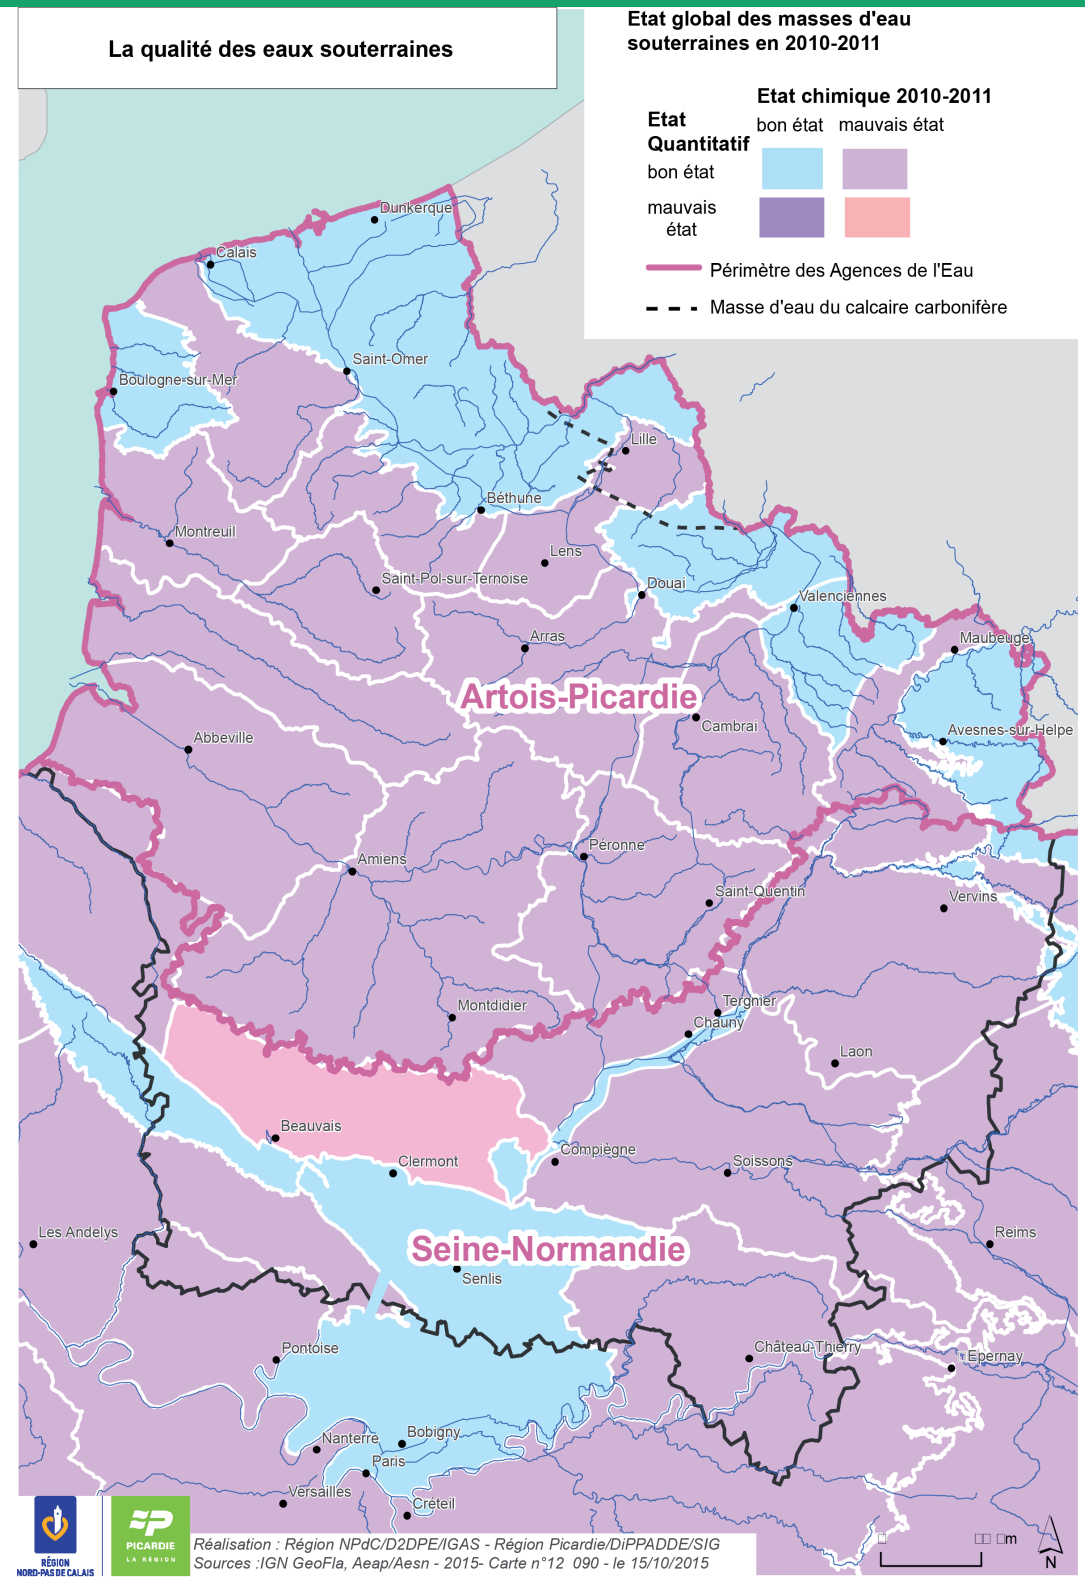 La qualité des eaux souterraines
Etat global des masses d'eau
souterraines en 2010-2011
Etat chimique 2010-2011
Etat
Quantitatif
bon état
mauvais état
bon état
mauvais
état
Périmètre des Agences de l'Eau
Masse d'eau du calcaire carbonifère
Dunkerque
Calais
Saint-Omer
Boulogne-sur-Mer
Lille
Béthune
Montreuil
Lens
Saint-Pol-sur-Ternoise
Douai
Valenciennes
Arras
Maubeuge
Artois-Picardie
Cambrai
Avesnes-sur-Helpe
Abbeville
Péronne
Amiens
Saint-Quentin
Vervins
Montdidier
Tergnier
Chauny
Laon
Beauvais
Compiègne
Clermont
Soissons
Les Andelys
Reims
Seine-Normandie
Senlis
Pontoise
Château-Thierry
Epernay
Nanterre
Bobigny
Paris
Versailles
Créteil
m
N
RÉGION
NORD-PAS DE CALAIS
PICARDIE
LA RÉGION
Réalisation : Région NPdC/D2DPE/IGAS - Région Picardie/DiPPADDE/SIG
Sources :IGN GeoFla, Aeap/Aesn - 2015- Carte n°12 090 - le 15/10/2015